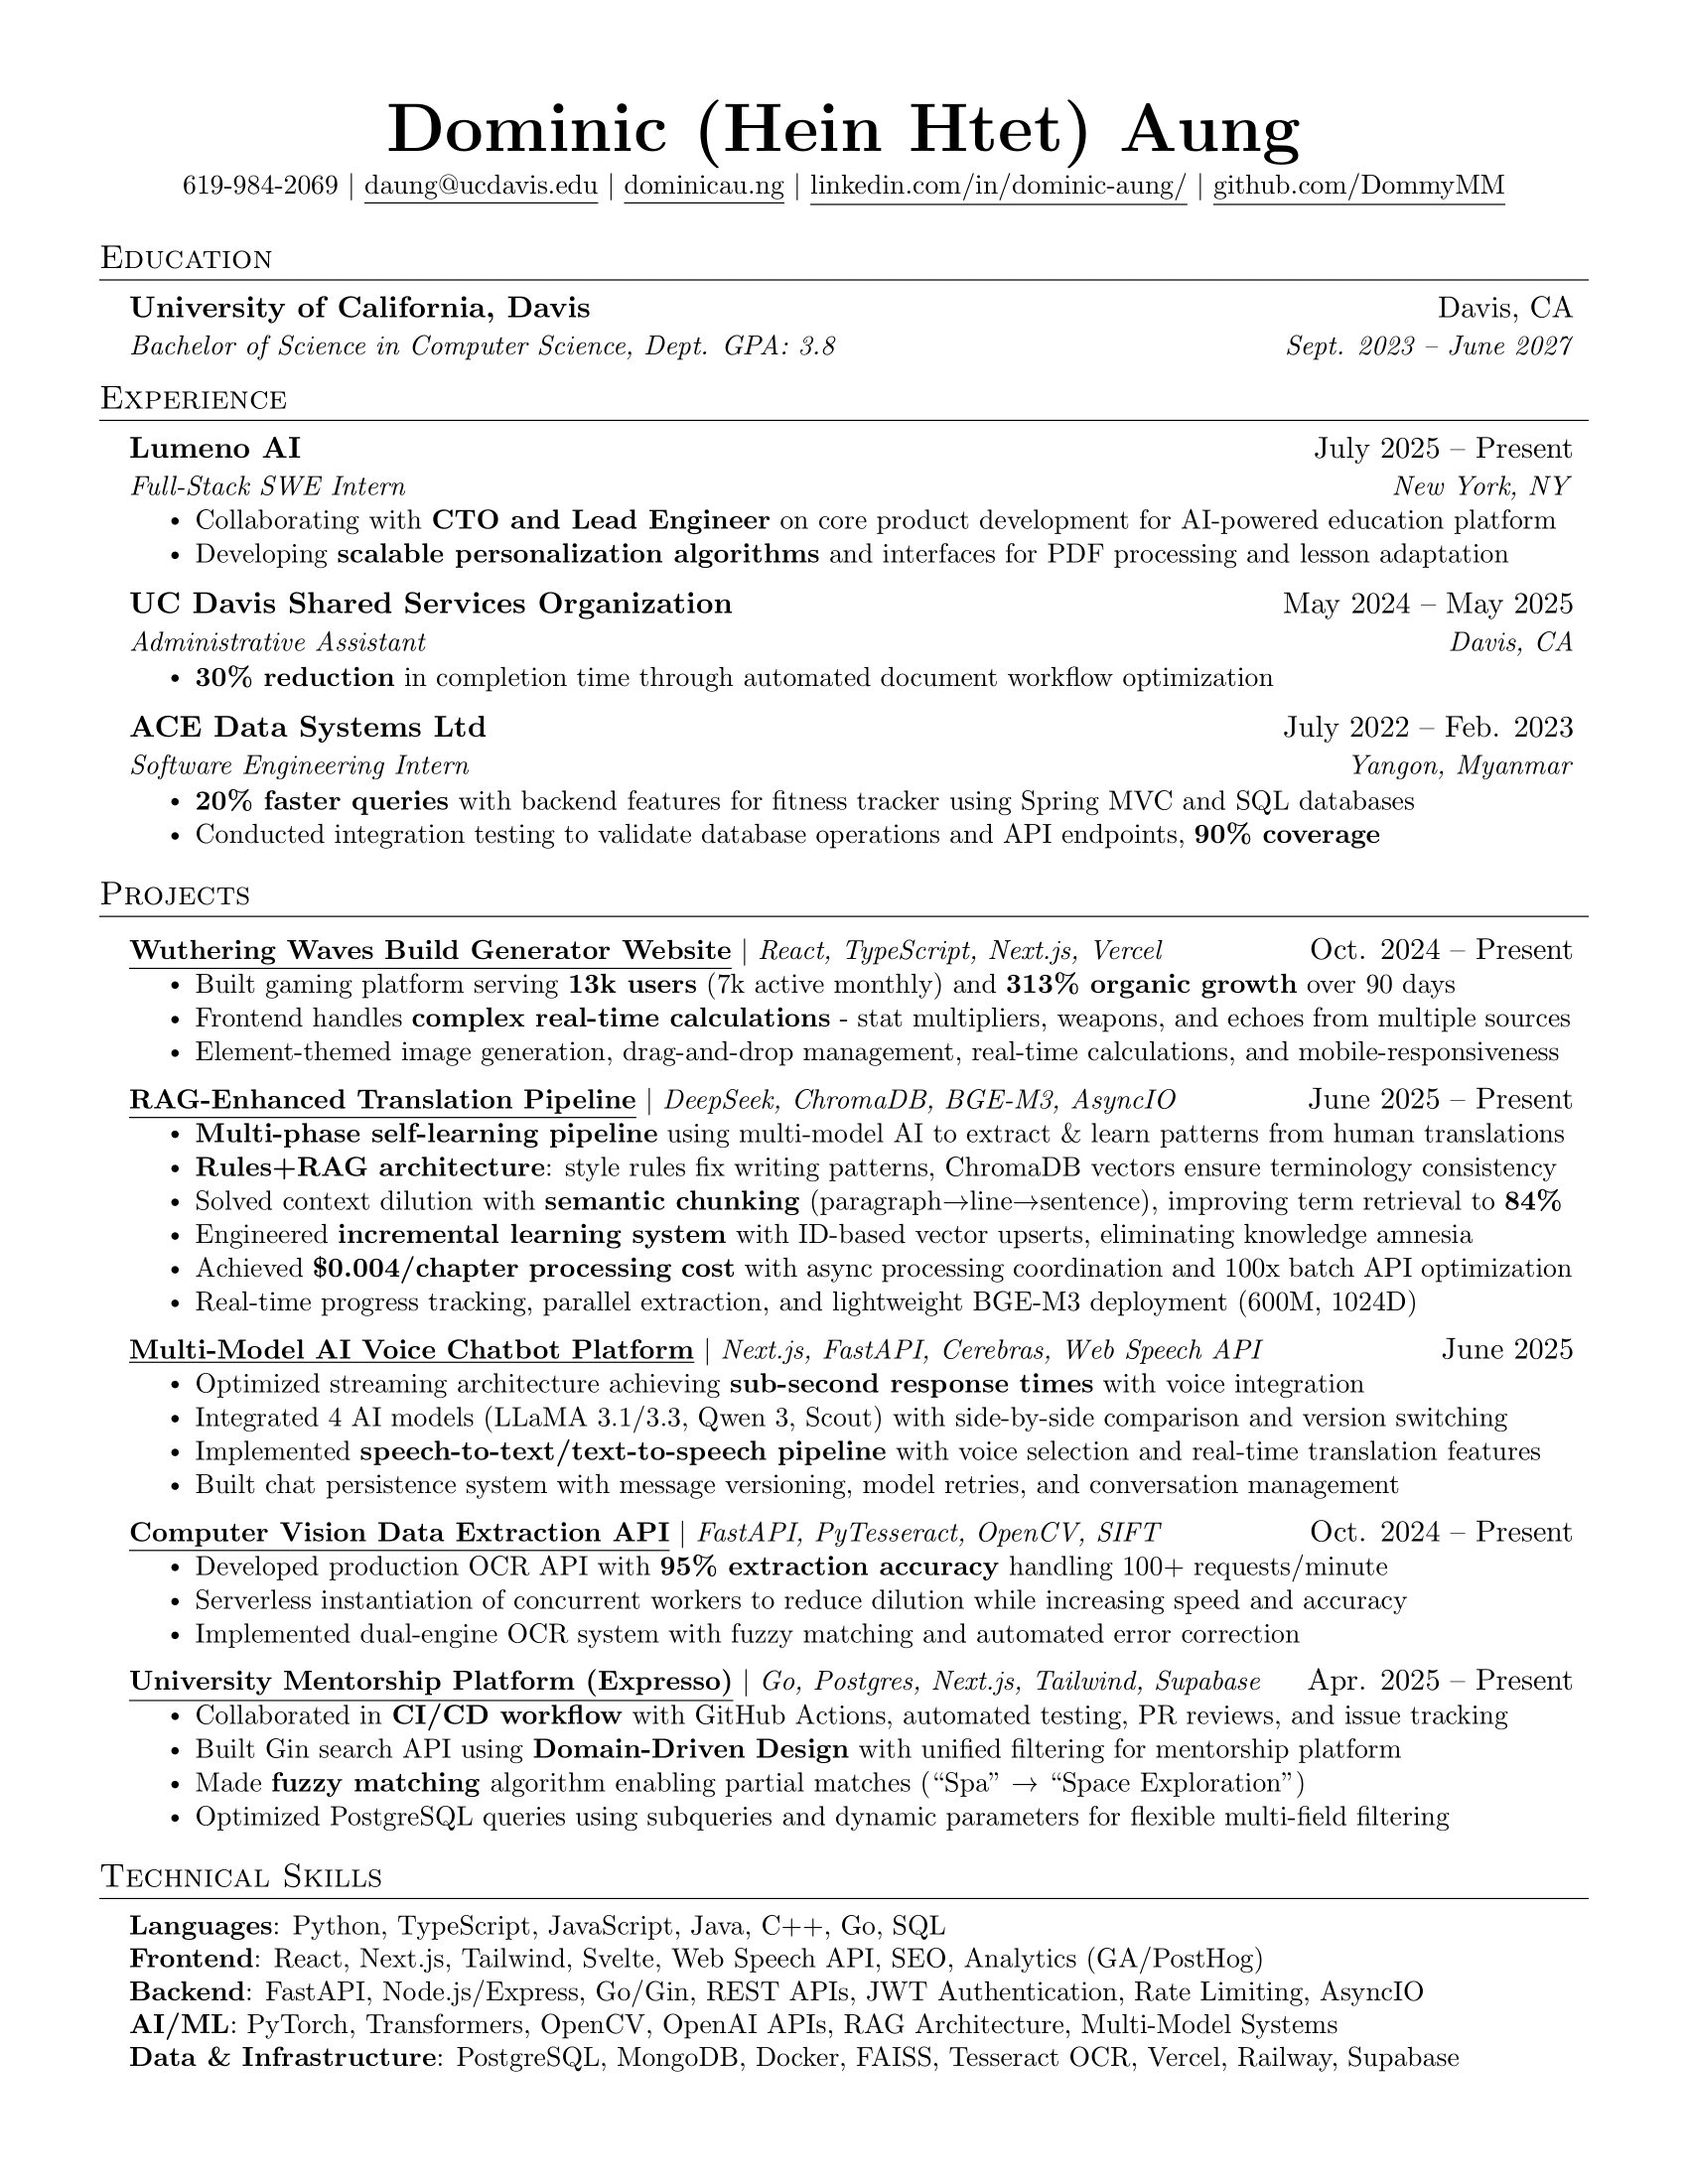 Dominic (Hein Htet) Aung
619-984-2069 | daung@ucdavis.edu | dominicau.ng | linkedin.com/in/dominic-aung/ | github.com/DommyMM
Education
University of California, Davis Davis, CA
Bachelor of Science in Computer Science, Dept. GPA: 3.8 Sept. 2023 – June 2027
Experience
Lumeno AI July 2025 – Present
Full-Stack SWE Intern New York, NY
• Collaborating with CTO and Lead Engineer on core product development for AI-powered education platform
• Developing scalable personalization algorithms and interfaces for PDF processing and lesson adaptation
UC Davis Shared Services Organization May 2024 – May 2025
Administrative Assistant Davis, CA
• 30% reduction in completion time through automated document workflow optimization
ACE Data Systems Ltd July 2022 – Feb. 2023
Software Engineering Intern Yangon, Myanmar
• 20% faster queries with backend features for fitness tracker using Spring MVC and SQL databases
• Conducted integration testing to validate database operations and API endpoints, 90% coverage
Projects
Wuthering Waves Build Generator Website | React, TypeScript, Next.js, Vercel Oct. 2024 – Present
• Built gaming platform serving 13k users (7k active monthly) and 313% organic growth over 90 days
• Frontend handles complex real-time calculations - stat multipliers, weapons, and echoes from multiple sources
• Element-themed image generation, drag-and-drop management, real-time calculations, and mobile-responsiveness
RAG-Enhanced Translation Pipeline | DeepSeek, ChromaDB, BGE-M3, AsyncIO June 2025 – Present
• Multi-phase self-learning pipeline using multi-model AI to extract & learn patterns from human translations
• Rules+RAG architecture: style rules fix writing patterns, ChromaDB vectors ensure terminology consistency
• Solved context dilution with semantic chunking (paragraph→line→sentence), improving term retrieval to 84%
• Engineered incremental learning system with ID-based vector upserts, eliminating knowledge amnesia
• Achieved $0.004/chapter processing cost with async processing coordination and 100x batch API optimization
• Real-time progress tracking, parallel extraction, and lightweight BGE-M3 deployment (600M, 1024D)
Multi-Model AI Voice Chatbot Platform | Next.js, FastAPI, Cerebras, Web Speech API June 2025
• Optimized streaming architecture achieving sub-second response times with voice integration
• Integrated 4 AI models (LLaMA 3.1/3.3, Qwen 3, Scout) with side-by-side comparison and version switching
• Implemented speech-to-text/text-to-speech pipeline with voice selection and real-time translation features
• Built chat persistence system with message versioning, model retries, and conversation management
Computer Vision Data Extraction API | FastAPI, PyTesseract, OpenCV, SIFT Oct. 2024 – Present
• Developed production OCR API with 95% extraction accuracy handling 100+ requests/minute
• Serverless instantiation of concurrent workers to reduce dilution while increasing speed and accuracy
• Implemented dual-engine OCR system with fuzzy matching and automated error correction
University Mentorship Platform (Expresso) | Go, Postgres, Next.js, Tailwind, Supabase Apr. 2025 – Present
• Collaborated in CI/CD workflow with GitHub Actions, automated testing, PR reviews, and issue tracking
• Built Gin search API using Domain-Driven Design with unified filtering for mentorship platform
• Made fuzzy matching algorithm enabling partial matches (“Spa” → “Space Exploration”)
• Optimized PostgreSQL queries using subqueries and dynamic parameters for flexible multi-field filtering
Technical Skills
Languages: Python, TypeScript, JavaScript, Java, C++, Go, SQL
Frontend: React, Next.js, Tailwind, Svelte, Web Speech API, SEO, Analytics (GA/PostHog)
Backend: FastAPI, Node.js/Express, Go/Gin, REST APIs, JWT Authentication, Rate Limiting, AsyncIO
AI/ML: PyTorch, Transformers, OpenCV, OpenAI APIs, RAG Architecture, Multi-Model Systems
Data & Infrastructure: PostgreSQL, MongoDB, Docker, FAISS, Tesseract OCR, Vercel, Railway, Supabase